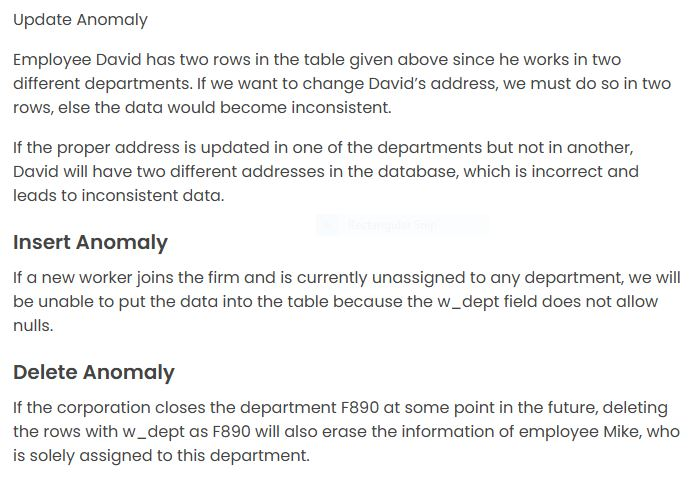 Update Anomaly
Employee David has two rows in the table given above since he works in two
different departments. If we want to change David’s address, we must do so in two
rows, else the data would become inconsistent.
If the proper address is updated in one of the departments but not in another,
David will have two different addresses in the database, which is incorrect and
leads to inconsistent data.
Rectangular Snip
Insert Anomaly
If a new worker joins the firm and is currently unassigned to any department, we will
be unable to put the data into the table because the w_dept field does not allow
nulls.
Delete Anomaly
If the corporation closes the department F890 at some point in the future, deleting
the rows with w_dept as F890 will also erase the information of employee Mike, who
is solely assigned to this department.